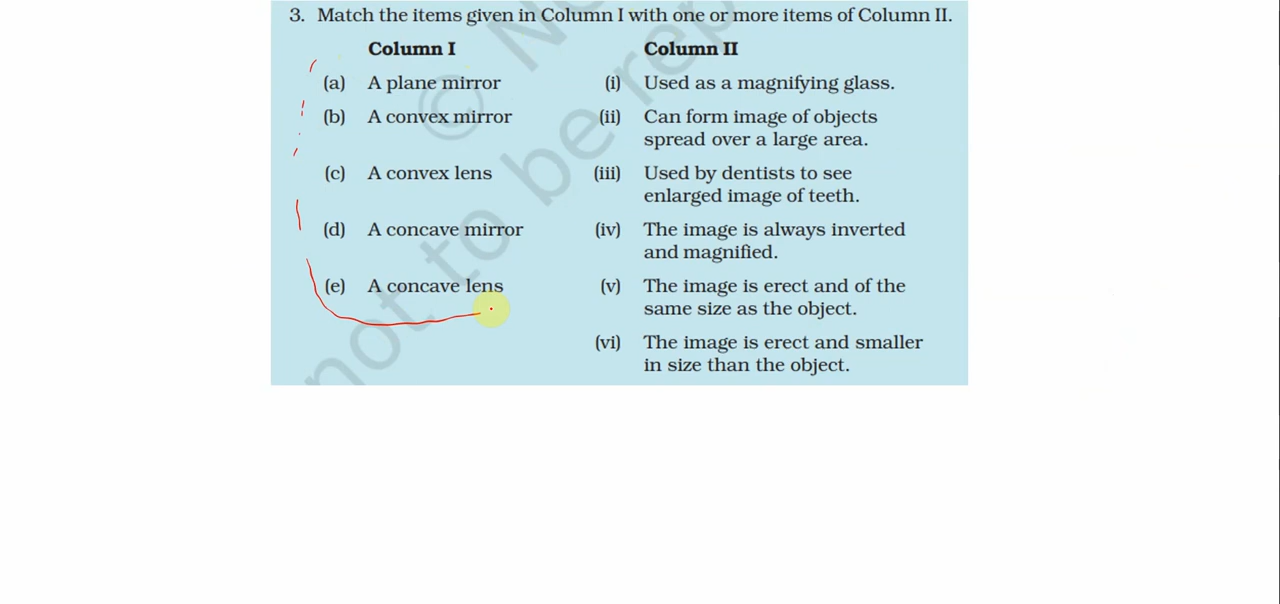 3. Match the items given in Column I with one or more items of Column II.
Column I Column II
(a) A plane mirror (i) Used as a magnifying glass.
(b) A convex mirror (ii) Can form image of objects
spread over a large area.
(c) A convex lens (iii) Used by dentists to see
enlarged image of teeth.
(d) A concave mirror (iv) The image is always inverted
and magnified.
(e) A concave lens (v) The image is erect and of the
same size as the object.
(vi) The image is erect and smaller
in size than the object.
© N
not to be rep